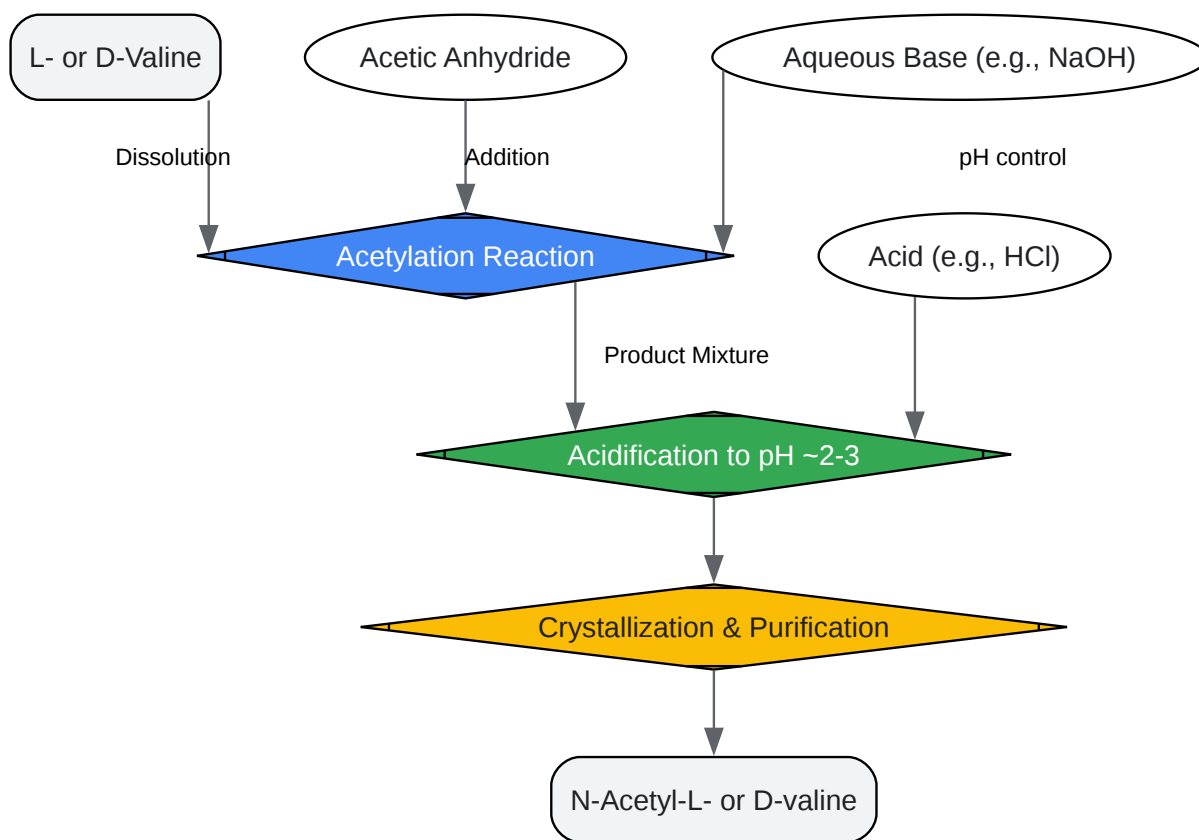 L- or D-Valine
Acetic Anhydride
Aqueous Base (e.g., NaOH)
Dissolution
Addition
pH control
Acetylation Reaction
Acid (e.g., HCl)
Product Mixture
Acidification to pH ~2-3
Crystallization & Purification
N-Acetyl-L- or D-valine